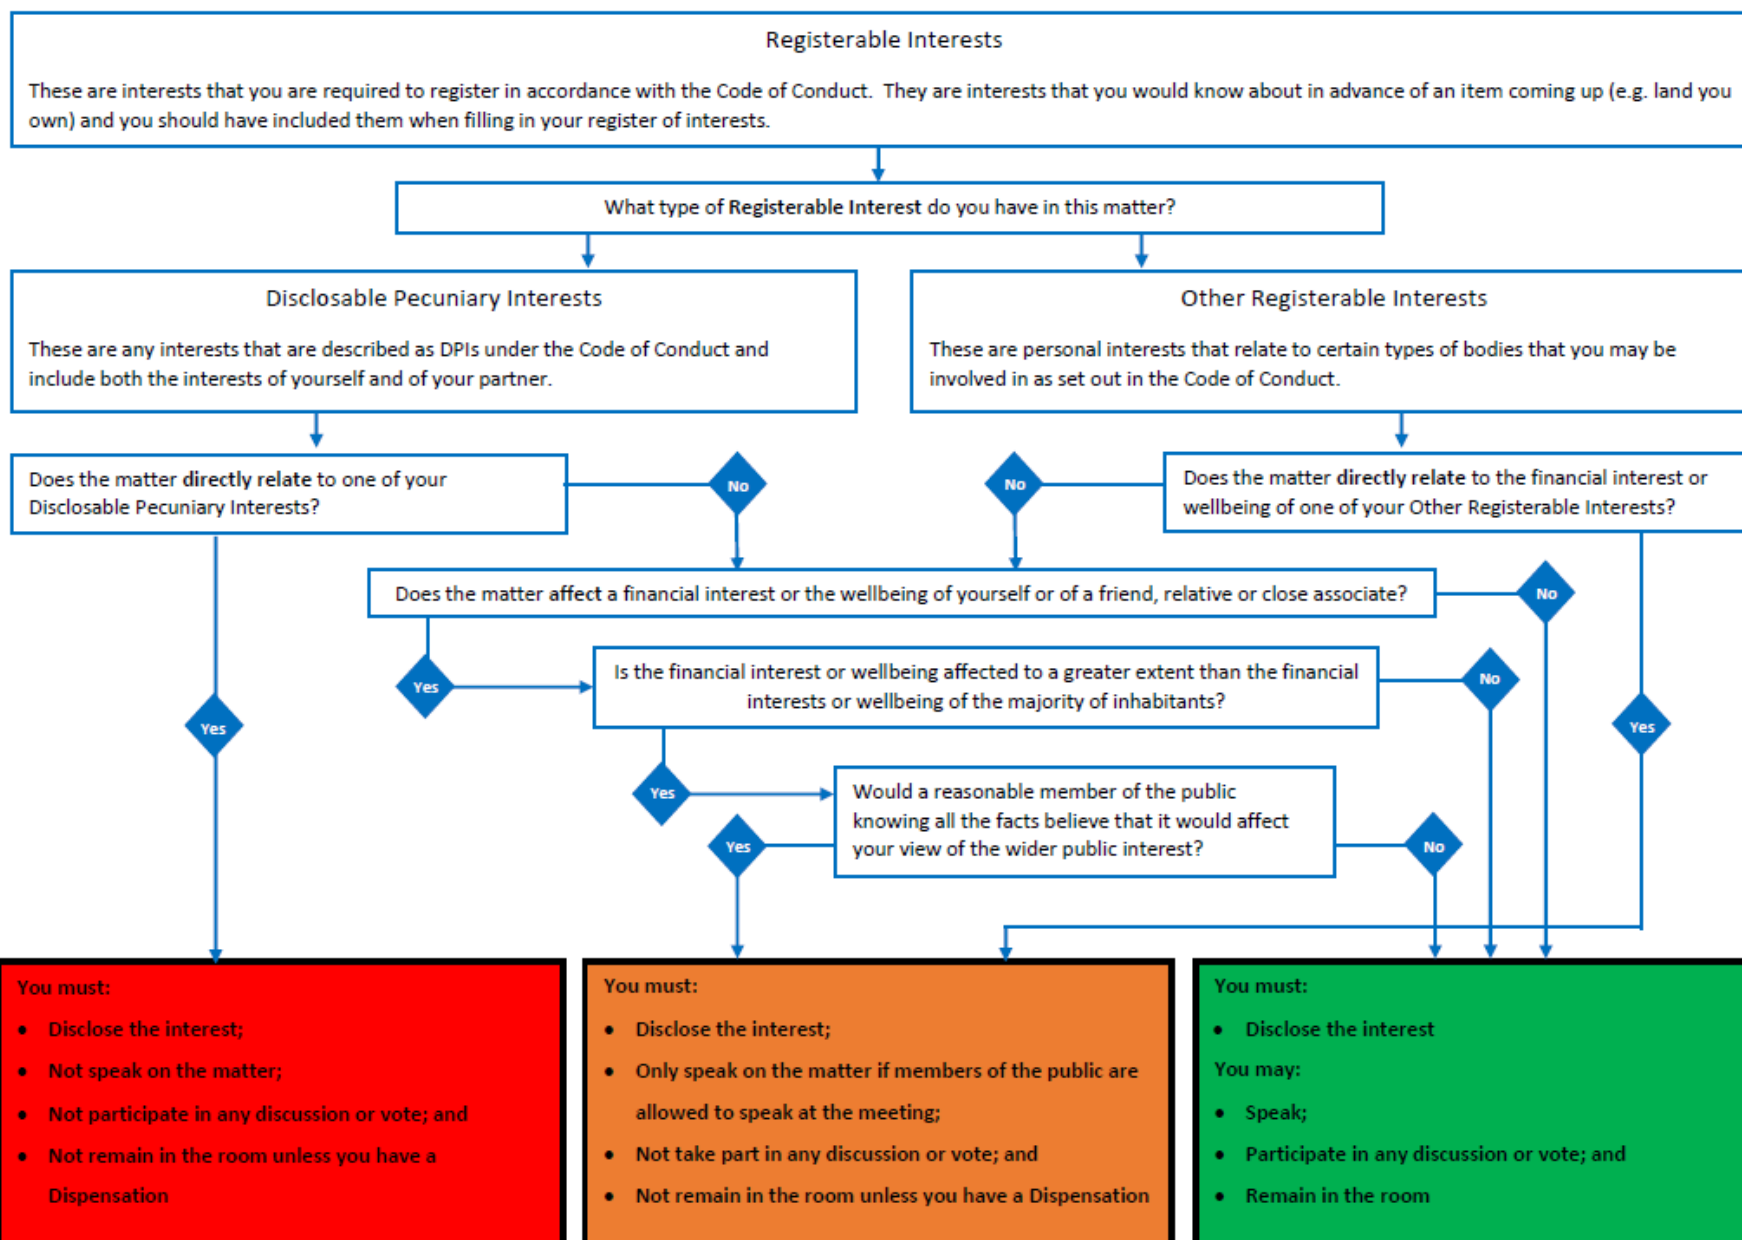 Registerable Interests
These are interests that you are required to register in accordance with the Code of Conduct. They are interests that you would know about in advance of an item coming up (e.g. land you
own) and you should have included them when filling in your register of interests.
What type of Registerable Interest do you have in this matter?
Disclosable Pecuniary Interests
These are any interests that are described as DPIs under the Code of Conduct and
include both the interests of yourself and of your partner.
Other Registerable Interests
These are personal interests that relate to certain types of bodies that you may be
involved in as set out in the Code of Conduct.
Does the matter directly relate to one of your
Disclosable Pecuniary Interests?
No
No
Does the matter directly relate to the financial interest or
wellbeing of one of your Other Registerable Interests?
Does the matter affect a financial interest or the wellbeing of yourself or of a friend, relative or close associate?
No
Yes
Is the financial interest or wellbeing affected to a greater extent than the financial
interests or wellbeing of the majority of inhabitants?
No
Yes
Yes
Yes
Would a reasonable member of the public
knowing all the facts believe that it would affect
your view of the wider public interest?
Yes
No
You must:
• Disclose the interest;
• Not speak on the matter;
• Not participate in any discussion or vote; and
• Not remain in the room unless you have a
Dispensation
You must:
• Disclose the interest;
• Only speak on the matter if members of the public are
allowed to speak at the meeting;
• Not take part in any discussion or vote; and
• Not remain in the room unless you have a Dispensation
You must:
• Disclose the interest
You may:
• Speak;
• Participate in any discussion or vote; and
• Remain in the room